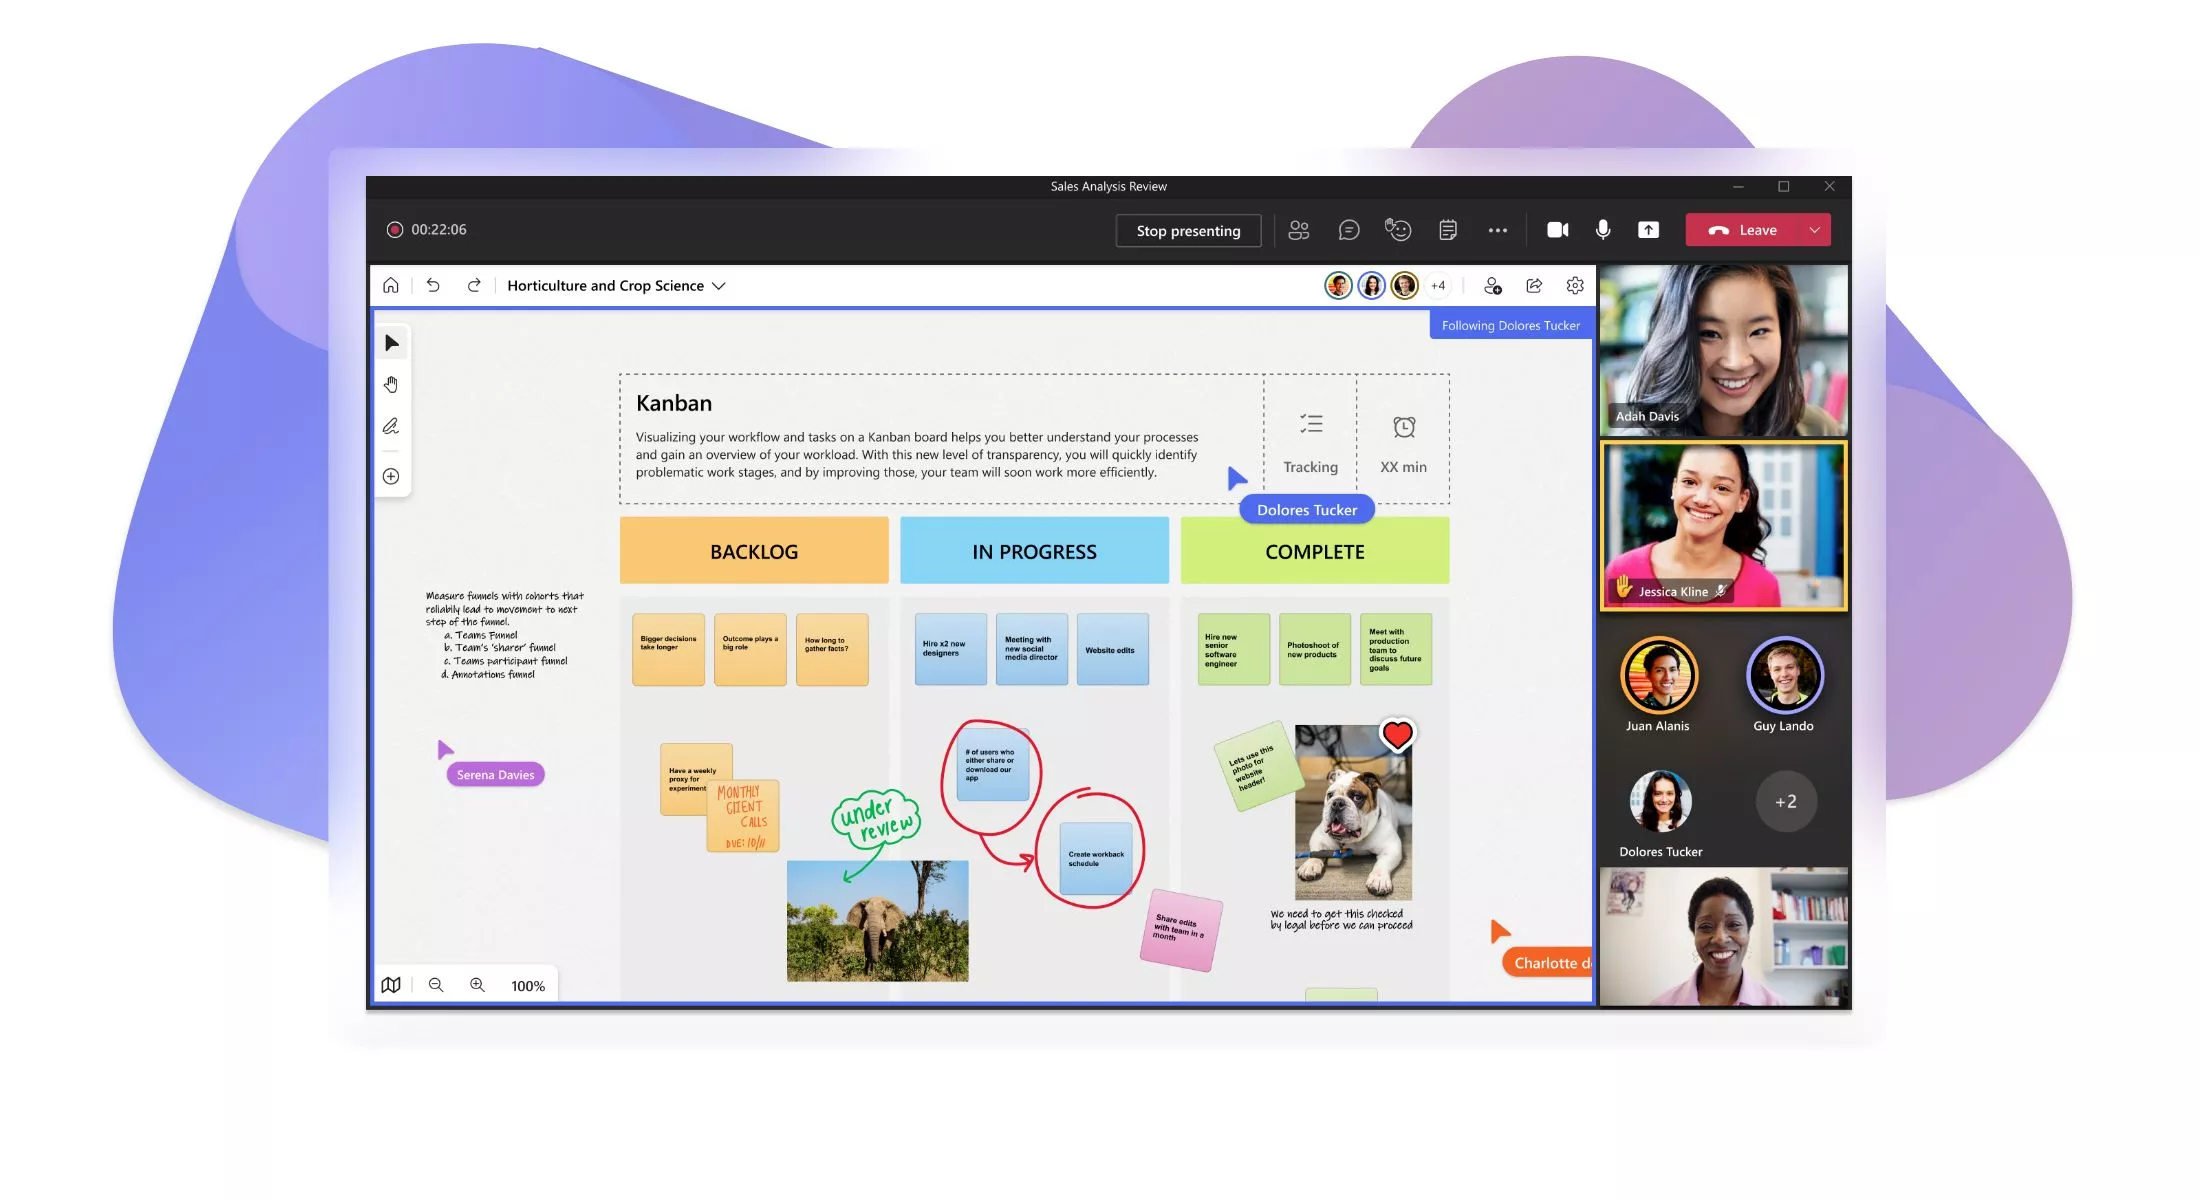 Sales Analysis Review
00:22:06
Stop presenting
Leave
Horticulture and Crop Science
+4
Following Dolores Tucker
Kanban
Visualizing your workflow and tasks on a Kanban board helps you better understand your processes
and gain an overview of your workload. With this new level of transparency, you will quickly identify
problematic work stages, and by improving those, your team will soon work more efficiently.
Tracking
XX min
Dolores Tucker
BACKLOG
IN PROGRESS
COMPLETE
Measure funnels with cohorts that
reliablily lead to movement to next
step of the funnel.
a. Teams Funnel
b. Team's 'sharer' funnel
c. Teams participant funnel
d. Annotations funnel
Serena Davies
Bigger decisions
take longer
Outcome plays a
big role
How long to
gather facts?
Have a weekly
proxy for
experiment
MONTHLY
CLIENT
CALLS
DUE: 10/11
under
review
Hire x2 new
designers
Meeting with
new social
media director
Website edits
# of users who
either share or
download our
app
Create workback
schedule
Share edits
with team in a
month
Hire new
senior
software
engineer
Photoshoot of
new products
Meet with
production
team to
discuss future
goals
Lets use this
photo for
website
header!
We need to get this checked
by legal before we can proceed
Charlotte d
100%
Adah Davis
Jessica Kline
Juan Alanis
Guy Lando
Dolores Tucker
+2